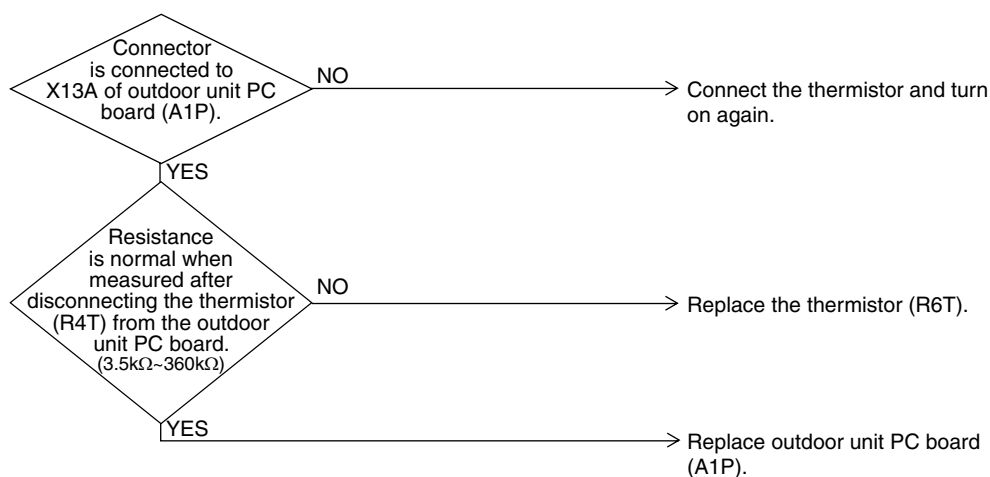 Connector
is connected to
X13A of outdoor unit PC
board (A1P).
NO
Connect the thermistor and turn
on again.
YES
Resistance
is normal when
measured after
disconnecting the thermistor
(R4T) from the outdoor
unit PC board.
(3.5kΩ~360kΩ)
NO
Replace the thermistor (R6T).
YES
Replace outdoor unit PC board
(A1P).